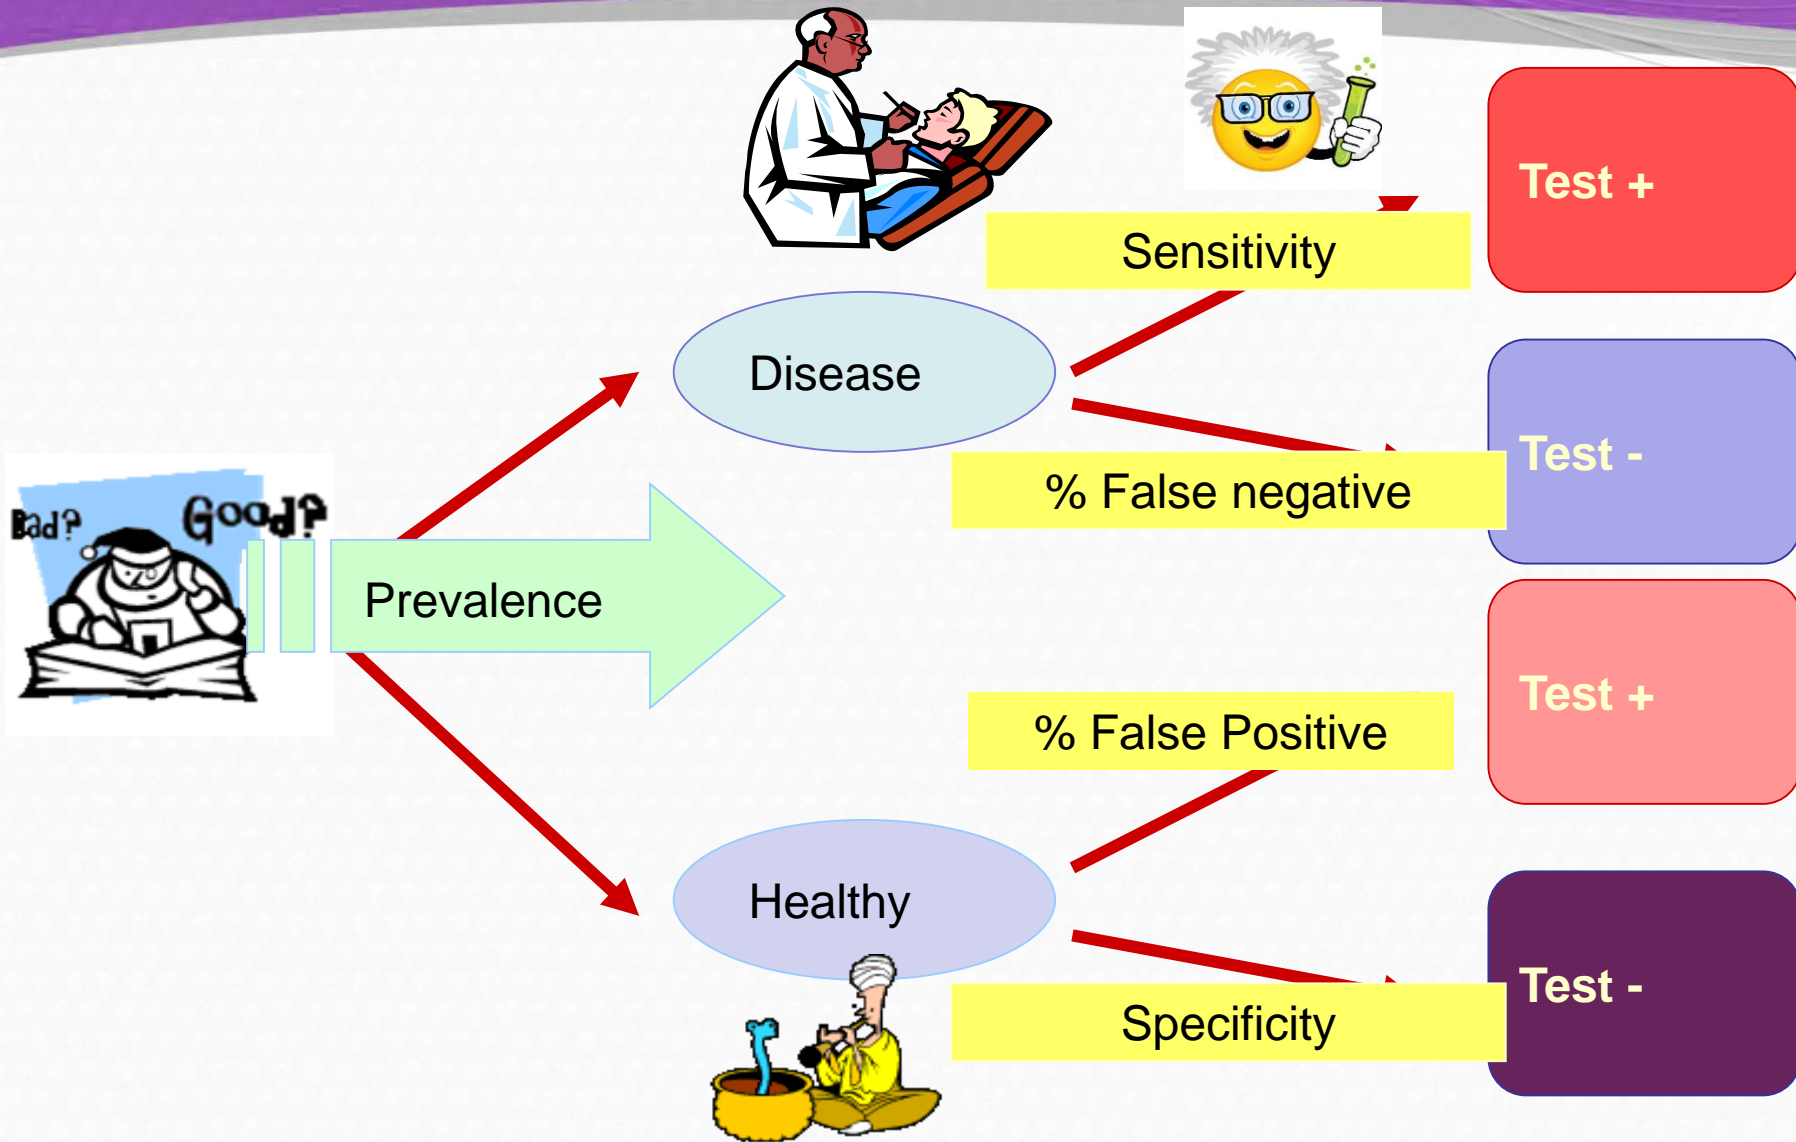 Test +
Sensitivity
Disease
Test -
% False negative
Bad?
Good?
Prevalence
Test +
% False Positive
Healthy
Test -
Specificity